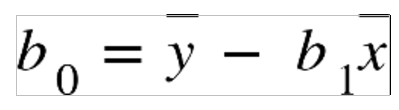 b₀ = y̅ − b₁x̅